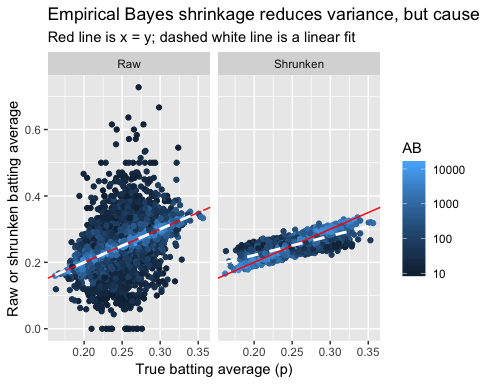 Empirical Bayes shrinkage reduces variance, but cause
Red line is x = y; dashed white line is a linear fit
Raw
Shrunken
Raw or shrunken batting average
0.6
0.4
0.2
0.0
0.20 0.25 0.30 0.35
0.20 0.25 0.30 0.35
True batting average (p)
AB
10000
1000
100
10